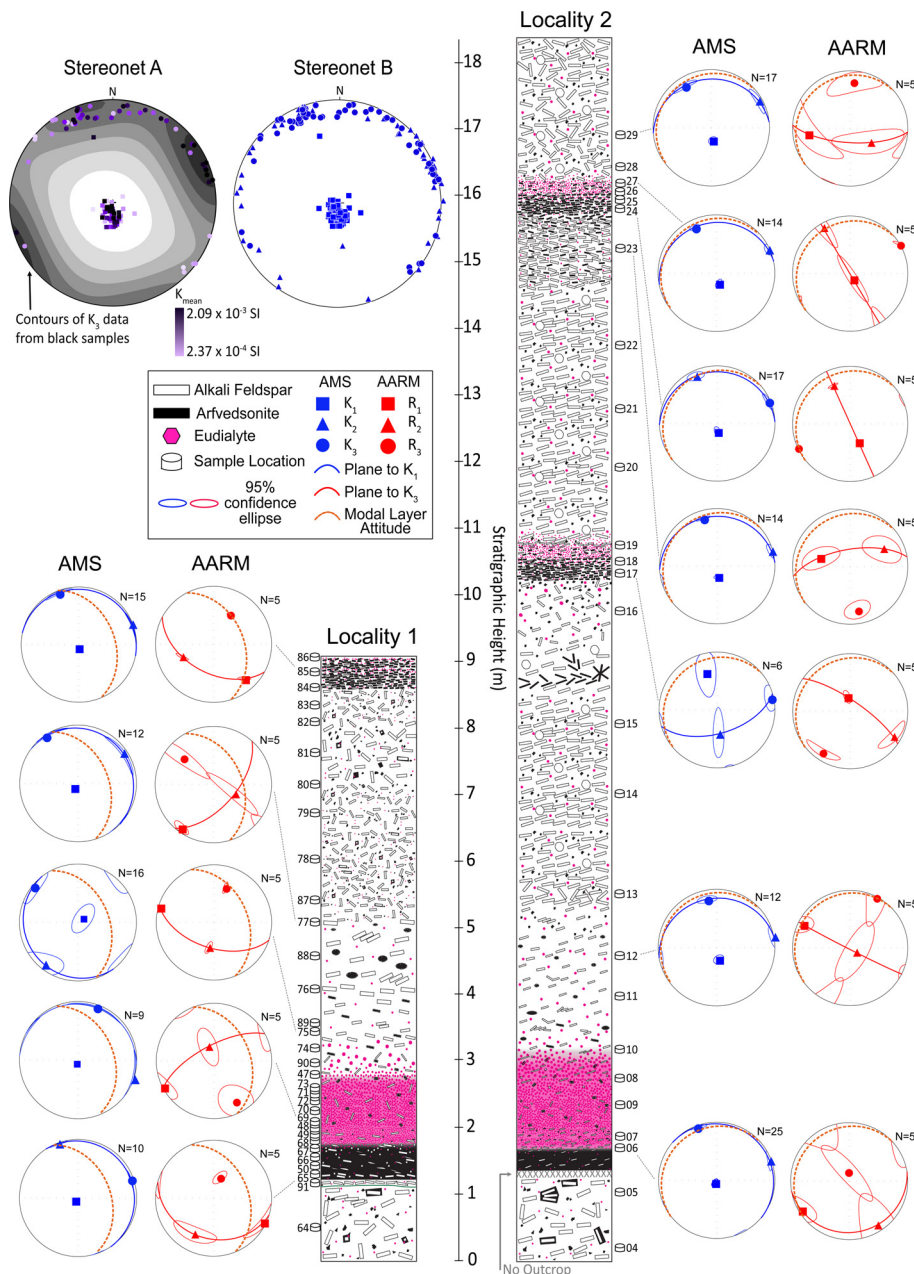 Stereonet A
N
Contours of K3 data
from black samples
Kmean
2.09 x 10-3 SI
2.37 x 10-4 SI
Stereonet B
N
Alkali Feldspar
Arfvedsonite
Eudialyte
Sample Location
95%
confidence
ellipse
AMS
AARM
K1
R1
K2
R2
K3
R3
Plane to K1
Plane to K3
Modal Layer
Attitude
AMS
AARM
N=15
N=5
N=12
N=5
N=16
N=5
N=9
N=5
N=10
N=5
Locality 1
86
85
84
83
82
81
80
79
78
87
77
88
76
89
75
74
90
47
73
71
72
70
69
48
49
68
67
66
50
65
91
64
Stratigraphic Height (m)
18
17
16
15
14
13
12
11
10
9
8
7
6
5
4
3
2
1
0
Locality 2
29
28
27
26
25
24
23
22
21
20
19
18
17
16
15
14
13
12
11
10
08
09
07
06
05
04
No Outcrop
AMS
AARM
N=17
N=5
N=14
N=5
N=17
N=5
N=14
N=5
N=6
N=5
N=12
N=5
N=25
N=5